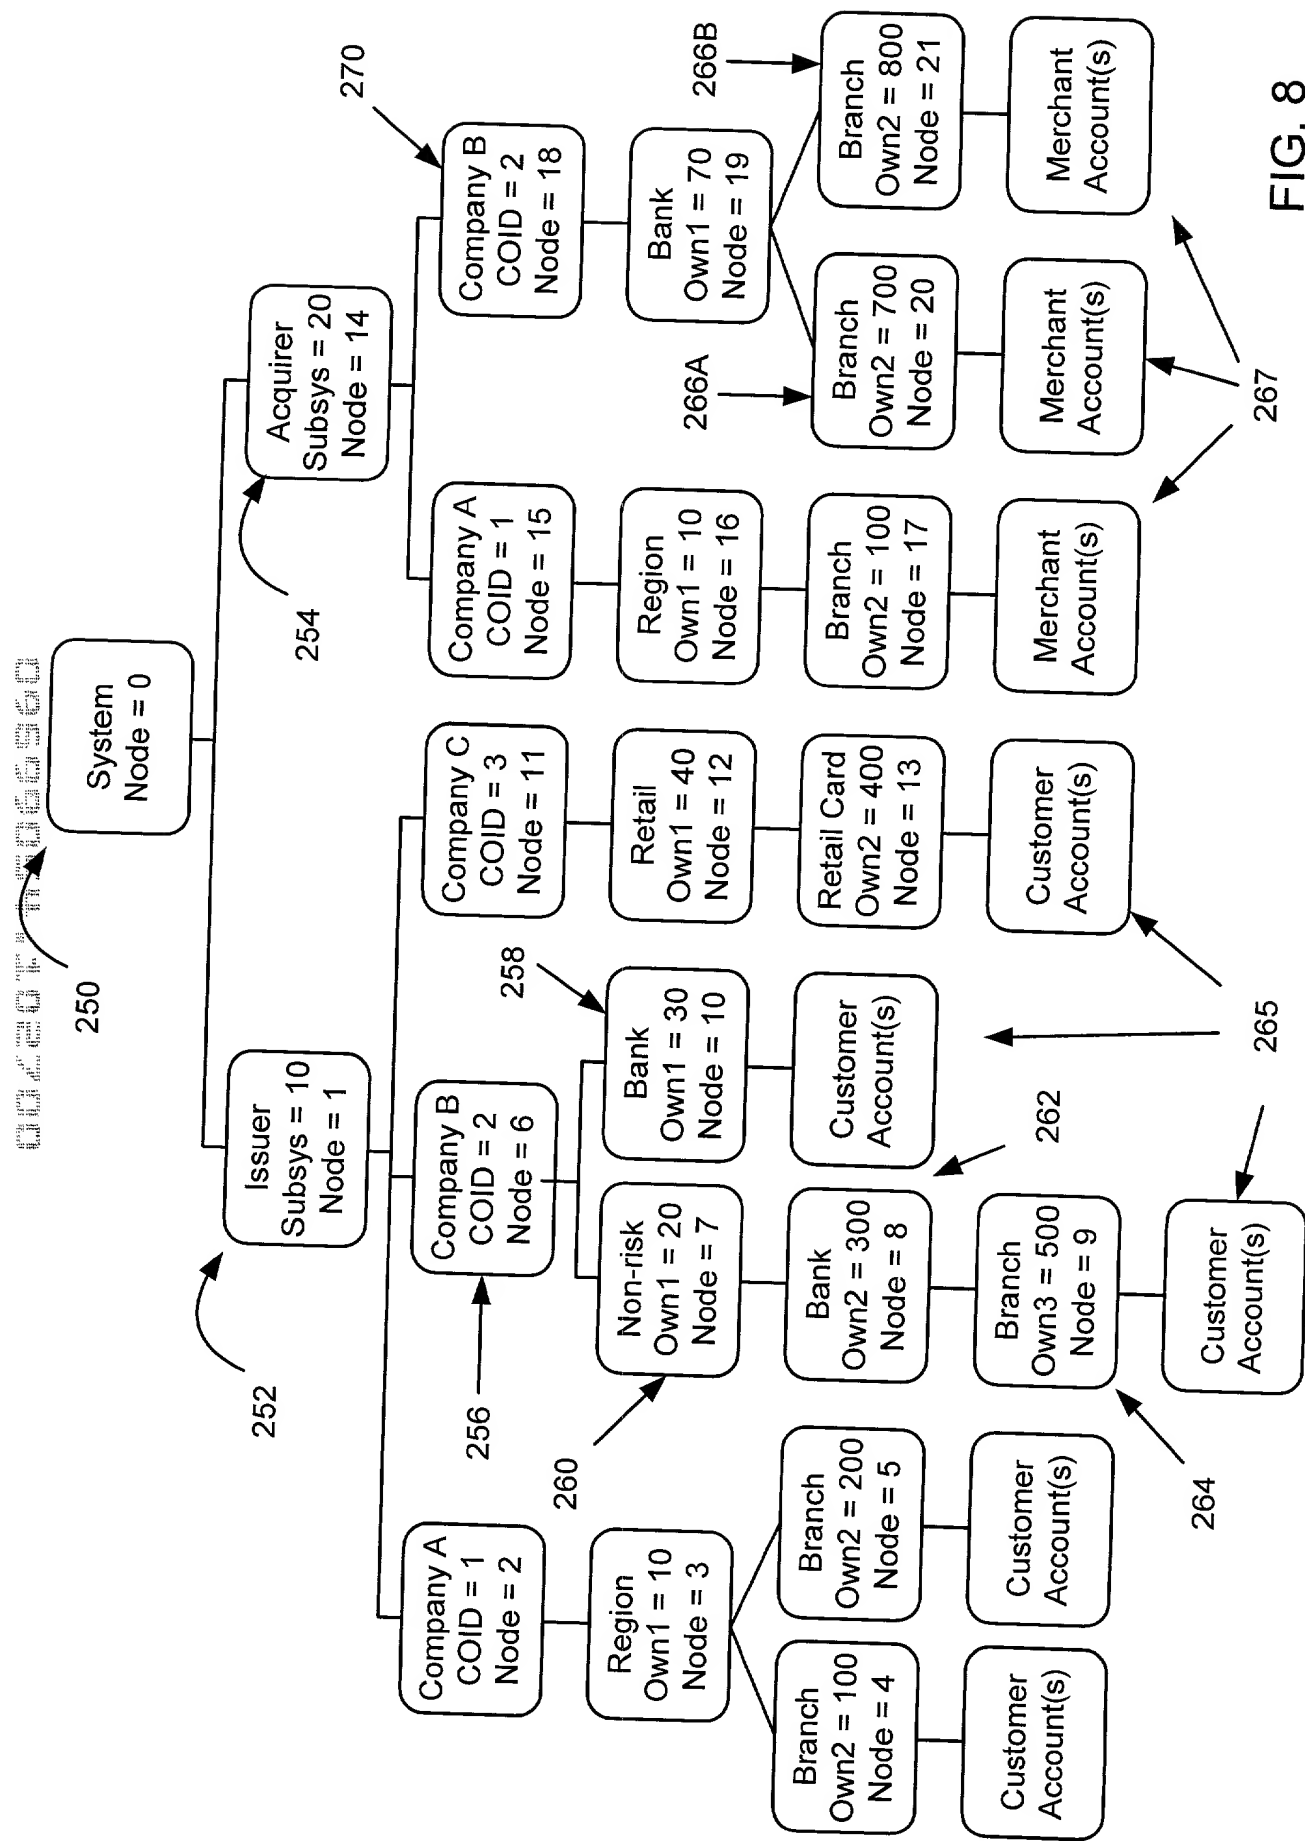 250
System
Node = 0
252
Issuer
Subsys = 10
Node = 1
254
Acquirer
Subsys = 20
Node = 14
270
Company A
COID = 1
Node = 2
256
Company B
COID = 2
Node = 6
Company C
COID = 3
Node = 11
Company A
COID = 1
Node = 15
Company B
COID = 2
Node = 18
258
Region
Own1 = 10
Node = 3
260
Non-risk
Own1 = 20
Node = 7
Bank
Own1 = 30
Node = 10
Retail
Own1 = 40
Node = 12
Region
Own1 = 10
Node = 16
Bank
Own1 = 70
Node = 19
266A
266B
Branch
Own2 = 100
Node = 4
Branch
Own2 = 200
Node = 5
Bank
Own2 = 300
Node = 8
Customer
Account(s)
Retail Card
Own2 = 400
Node = 13
Branch
Own2 = 100
Node = 17
Branch
Own2 = 700
Node = 20
Branch
Own2 = 800
Node = 21
262
Customer
Account(s)
Customer
Account(s)
Branch
Own3 = 500
Node = 9
Customer
Account(s)
Merchant
Account(s)
Merchant
Account(s)
Merchant
Account(s)
264
Customer
Account(s)
265
267
FIG. 8